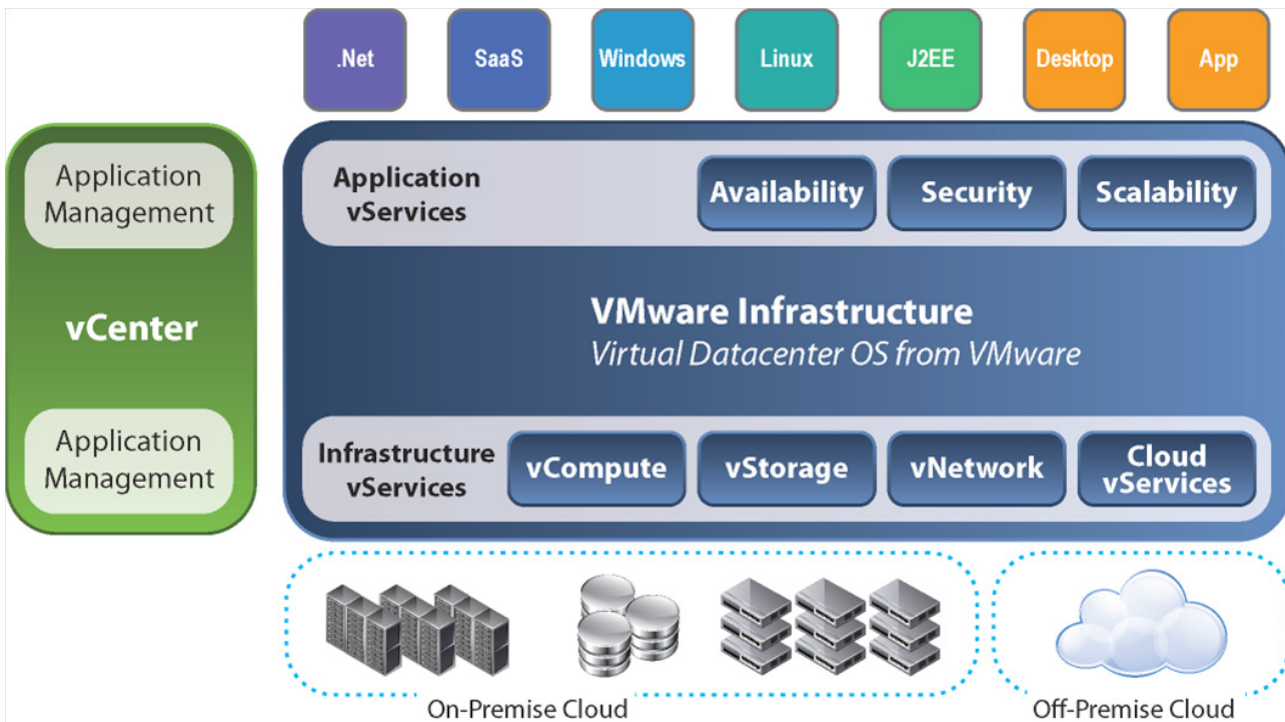 .Net
SaaS
Windows
Linux
J2EE
Desktop
App
Application
Management
vCenter
Application
Management
Application
vServices
Availability
Security
Scalability
VMware Infrastructure
Virtual Datacenter OS from VMware
Infrastructure
vServices
vCompute
vStorage
vNetwork
Cloud
vServices
On-Premise Cloud
Off-Premise Cloud